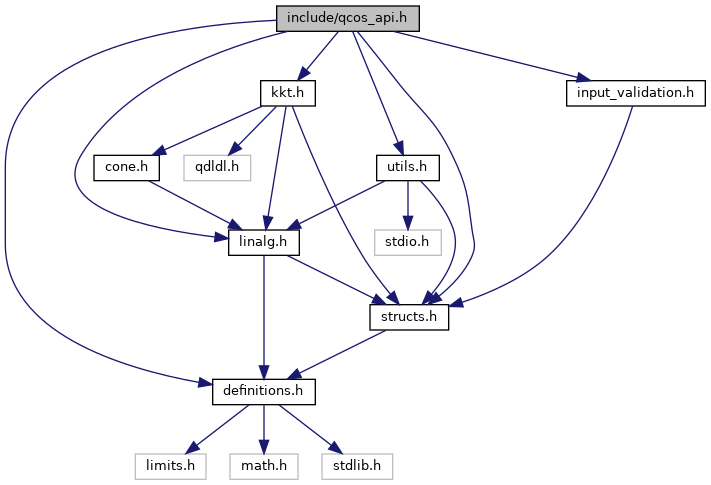 include/qcos_api.h
kkt.h
input_validation.h
cone.h
qdldl.h
utils.h
linalg.h
stdio.h
structs.h
definitions.h
limits.h
math.h
stdlib.h